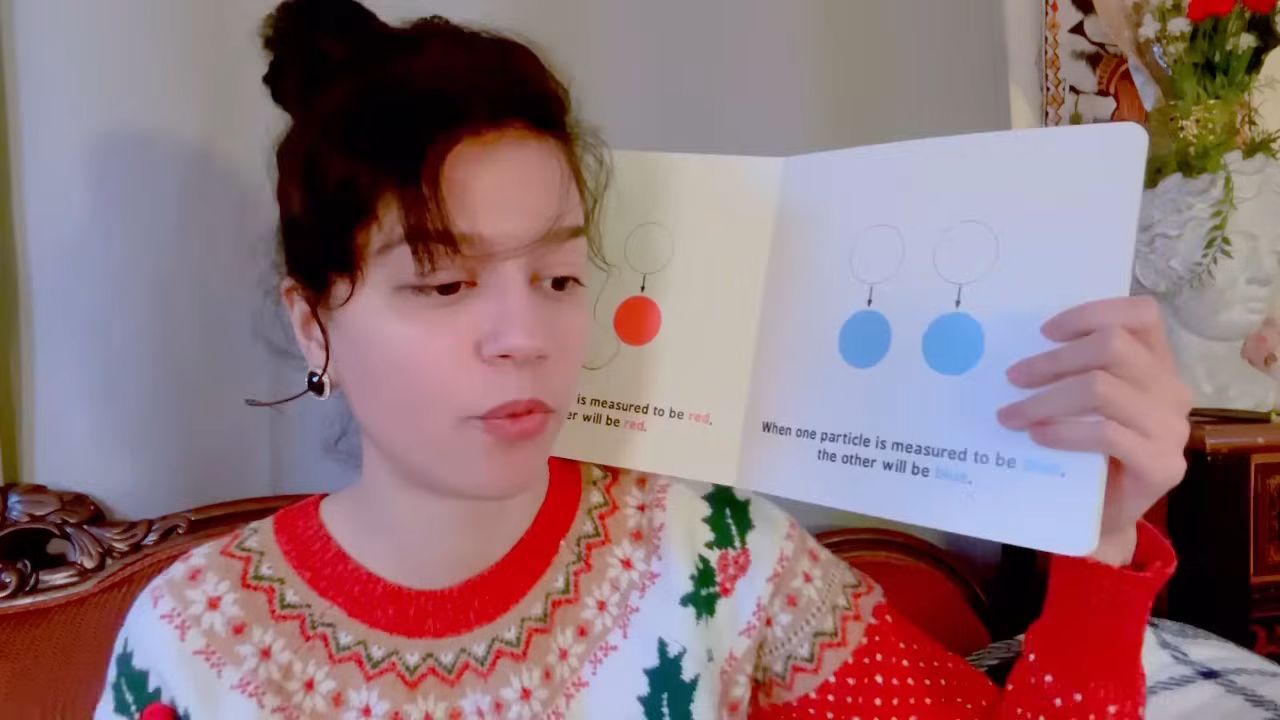 is measured to be red.
er will be red.
When one particle is measured to be blue.
the other will be blue.